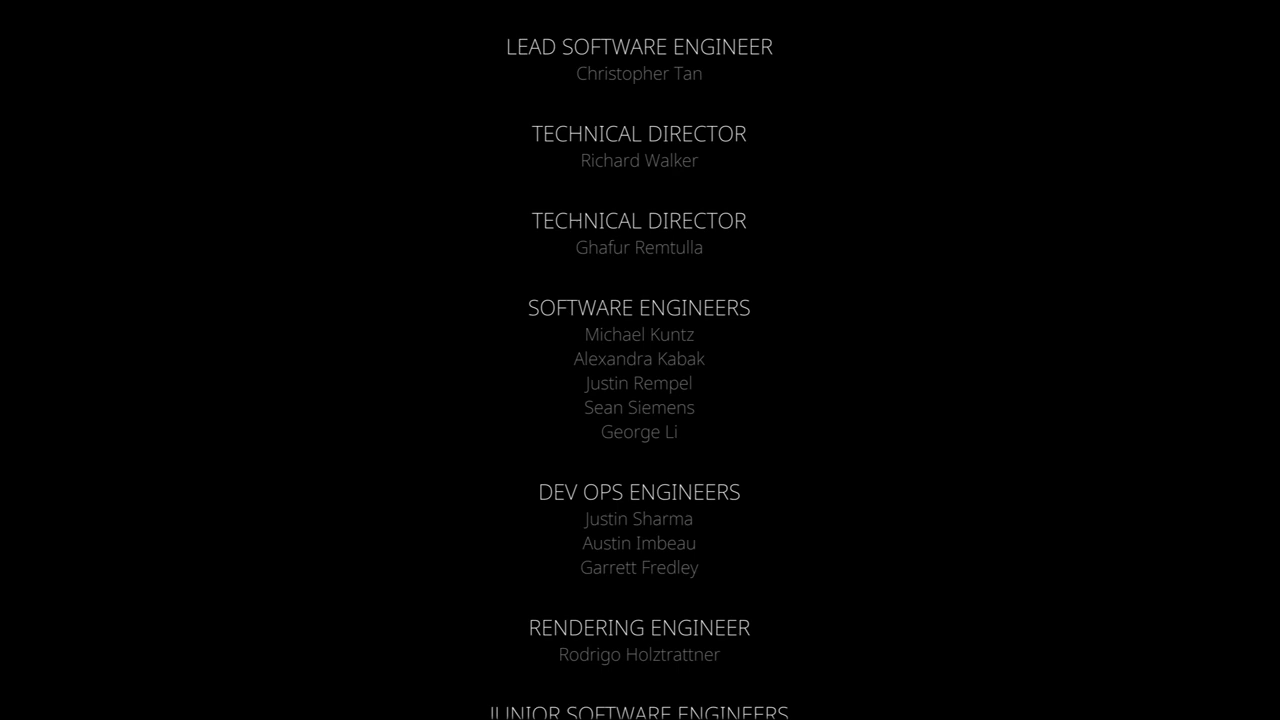 LEAD SOFTWARE ENGINEER
Christopher Tan
TECHNICAL DIRECTOR
Richard Walker
TECHNICAL DIRECTOR
Ghafur Remtulla
SOFTWARE ENGINEERS
Michael Kuntz
Alexandra Kabak
Justin Rempel
Sean Siemens
George Li
DEV OPS ENGINEERS
Justin Sharma
Austin Imbeau
Garrett Fredley
RENDERING ENGINEER
Rodrigo Holztrattner
JUNIOR SOFTWARE ENGINEERS